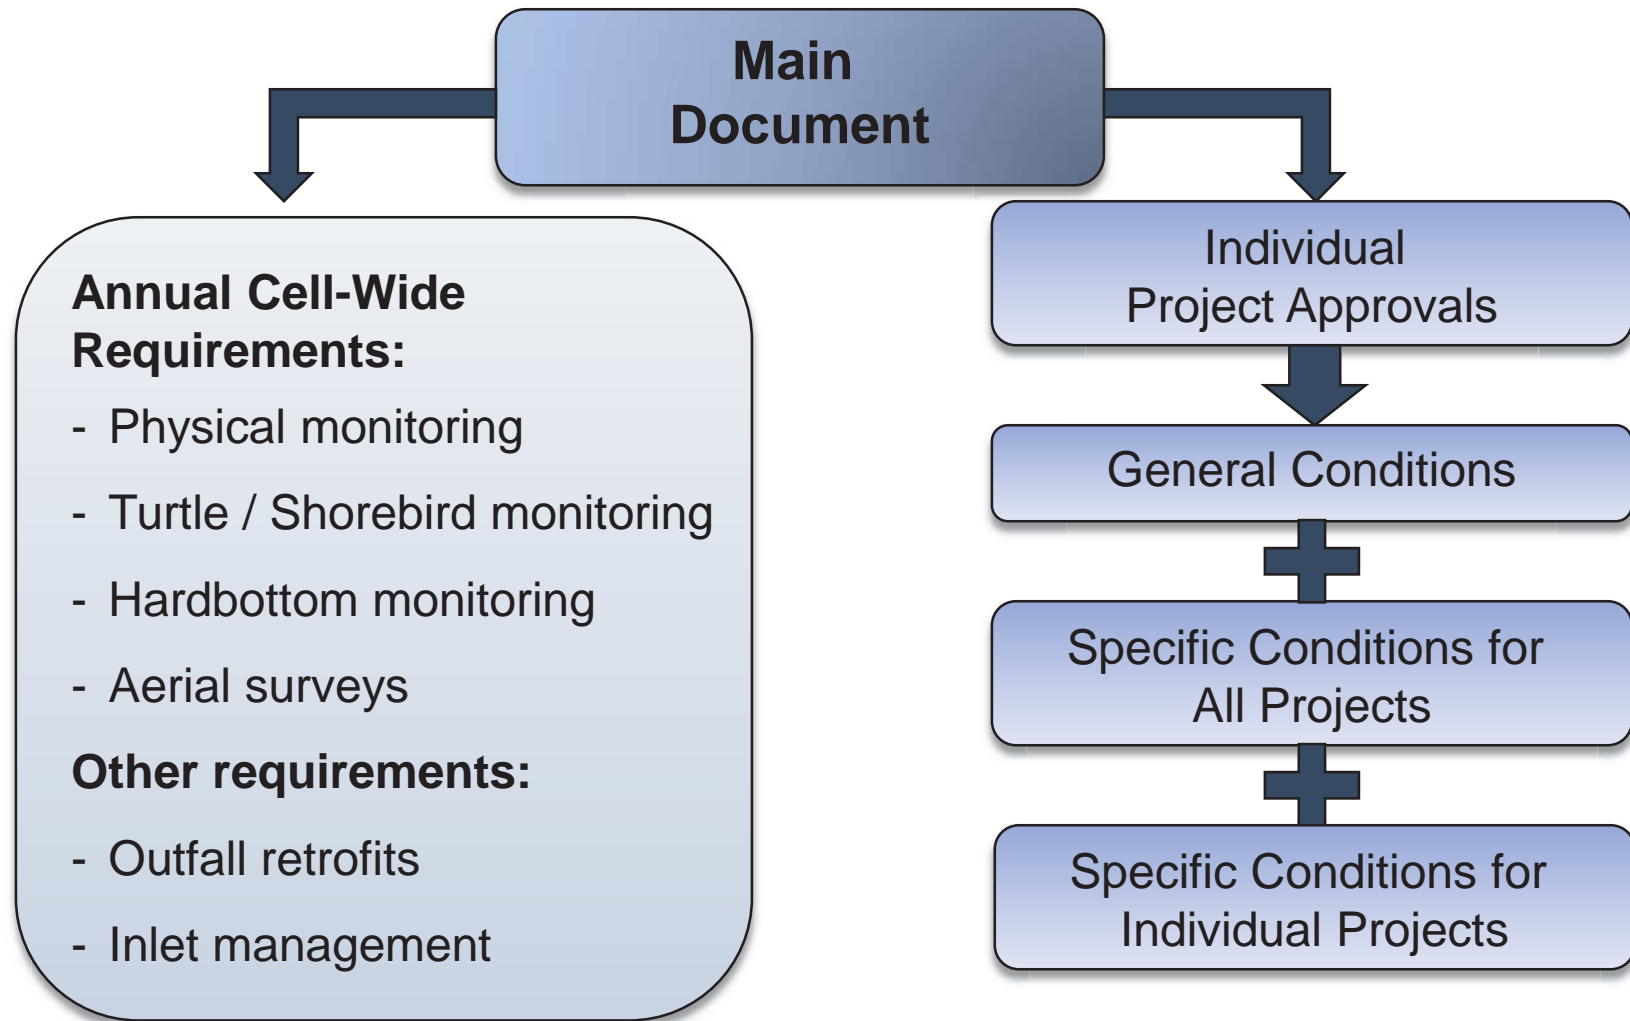 Main
Document
Annual Cell-Wide
Requirements:
- Physical monitoring
- Turtle / Shorebird monitoring
- Hardbottom monitoring
- Aerial surveys
Other requirements:
- Outfall retrofits
- Inlet management
Individual
Project Approvals
General Conditions
Specific Conditions for
All Projects
Specific Conditions for
Individual Projects